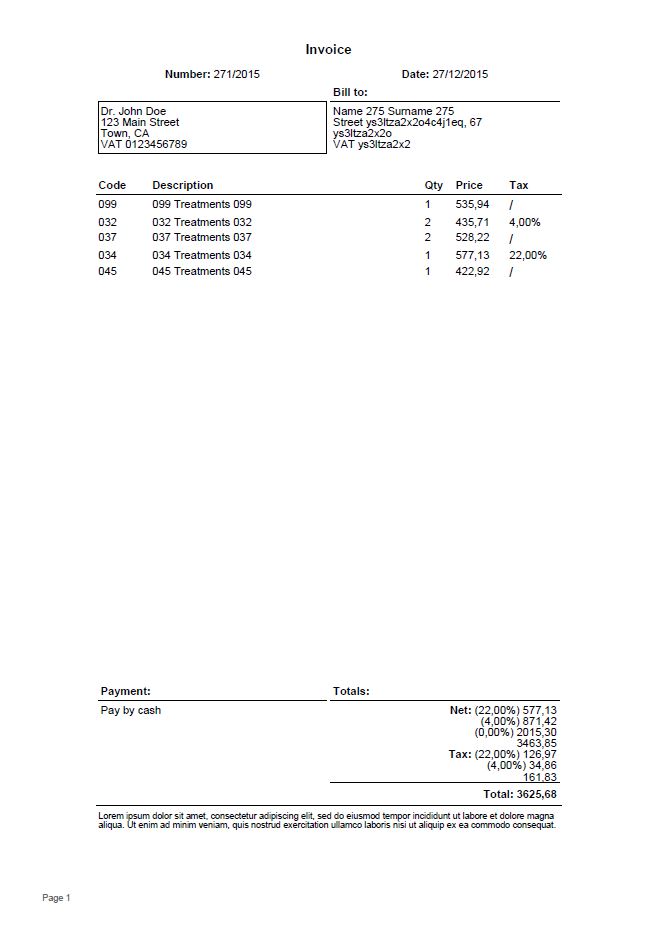 Invoice
Number: 271/2015 Date: 27/12/2015
Bill to:
Dr. John Doe
123 Main Street
Town, CA
VAT 0123456789
Name 275 Surname 275
Street ys3ltza2x2o4c4j1eq, 67
ys3ltza2x2o
VAT ys3ltza2x2
Code Description Qty Price Tax
099 099 Treatments 099 1 535,94 /
032 032 Treatments 032 2 435,71 4,00%
037 037 Treatments 037 2 528,22 /
034 034 Treatments 034 1 577,13 22,00%
045 045 Treatments 045 1 422,92 /
Payment:
Pay by cash
Totals:
Net: (22,00%) 577,13
(4,00%) 871,42
(0,00%) 2015,30
3463,85
Tax: (22,00%) 126,97
(4,00%) 34,86
161,83
Total: 3625,68
Lorem ipsum dolor sit amet, consectetur adipiscing elit, sed do eiusmod tempor incididunt ut labore et dolore magna
aliqua. Ut enim ad minim veniam, quis nostrud exercitation ullamco laboris nisi ut aliquip ex ea commodo consequat.
Page 1